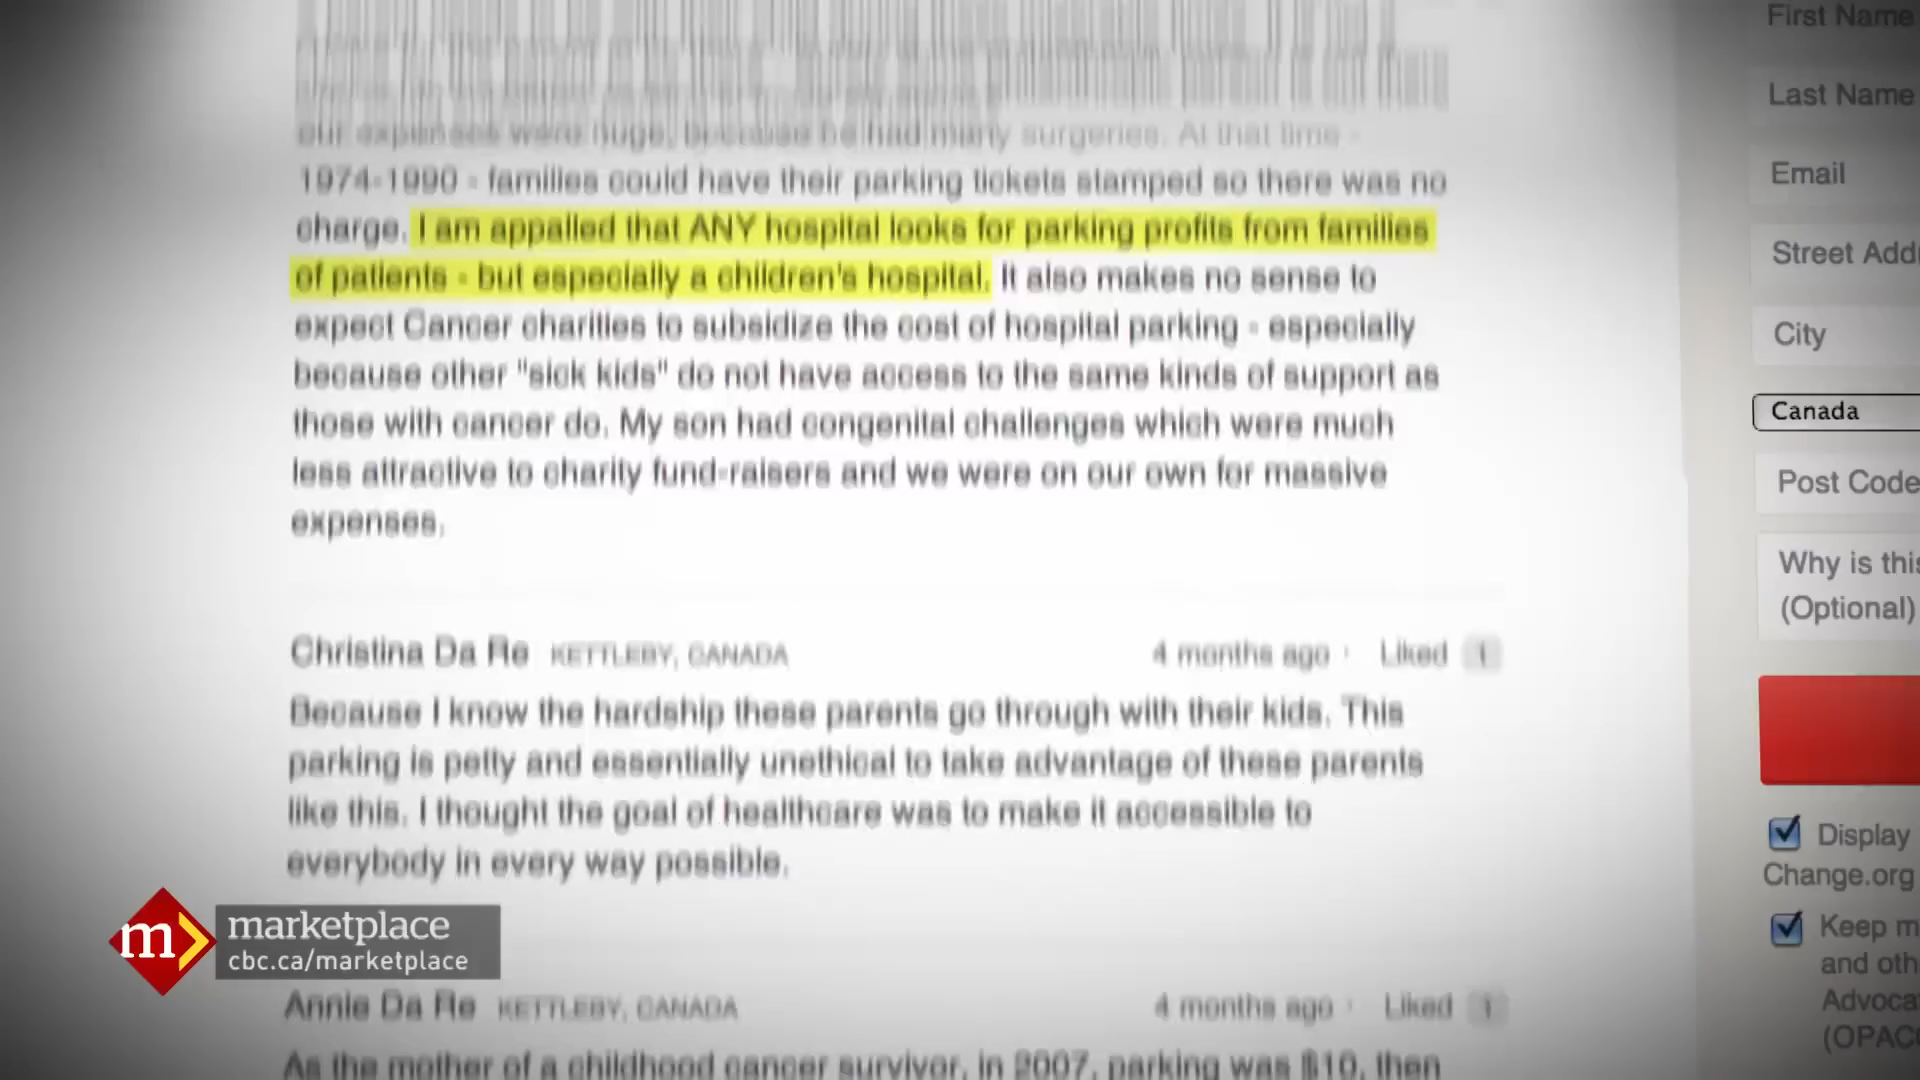 our expenses were huge, because he had many surgeries. At that time -
1974-1990 - families could have their parking tickets stamped so there was no
charge. I am appalled that ANY hospital looks for parking profits from families
of patients - but especially a children's hospital. It also makes no sense to
expect Cancer charities to subsidize the cost of hospital parking - especially
because other "sick kids" do not have access to the same kinds of support as
those with cancer do. My son had congenital challenges which were much
less attractive to charity fund-raisers and we were on our own for massive
expenses.
Christina Da Re KETTLEBY, CANADA 4 months ago · Liked 1
Because I know the hardship these parents go through with their kids. This
parking is petty and essentially unethical to take advantage of these parents
like this. I thought the goal of healthcare was to make it accessible to
everybody in every way possible.
Annie Da Re KETTLEBY, CANADA 4 months ago · Liked 1
As the mother of a childhood cancer survivor, in 2007, parking was $10, then
m
marketplace
cbc.ca/marketplace
First Name
Last Name
Email
Street Addr
City
Canada
Post Code
Why is this
(Optional)
Display
Change.org
Keep m
and oth
Advoca
(OPACC